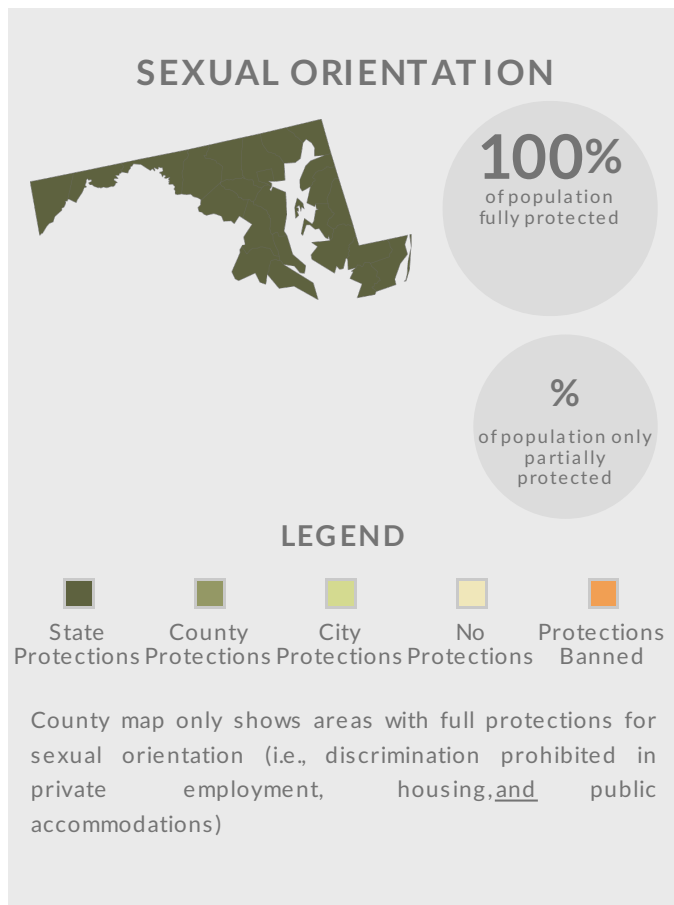 SEXUAL ORIENTATION
100%
of population
fully protected
%
of population only
partially
protected
LEGEND
State
Protections
County
Protections
City
Protections
No
Protections
Protections
Banned
County map only shows areas with full protections for
sexual orientation (i.e., discrimination prohibited in
private employment, housing, and public
accommodations)